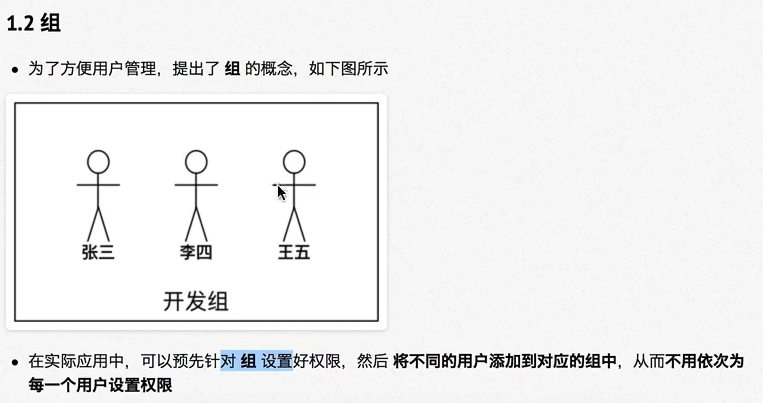 1.2 组
为了方便用户管理，提出了 组 的概念，如下图所示
张三 李四 王五
开发组
在实际应用中，可以预先针对 组 设置好权限，然后 将不同的用户添加到对应的组中，从而不用依次为
每一个用户设置权限